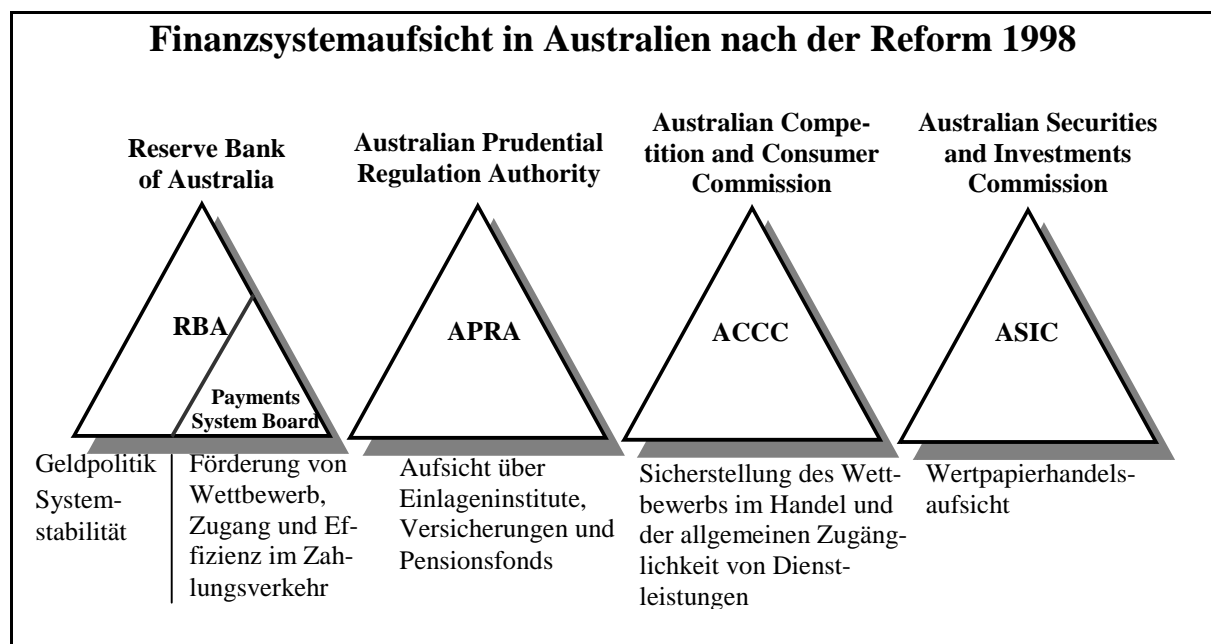 Finanzsystemaufsicht in Australien nach der Reform 1998
Reserve Bank
of Australia
RBA
Payments
System Board
Geldpolitik
System-
stabilität
Förderung von
Wettbewerb,
Zugang und Ef-
fizienz im Zah-
lungsverkehr
Australian Prudential
Regulation Authority
APRA
Aufsicht über
Einlageninstitute,
Versicherungen und
Pensionsfonds
Australian Compe-
tition and Consumer
Commission
ACCC
Sicherstellung des Wett-
bewerbs im Handel und
der allgemeinen Zugäng-
lichkeit von Dienst-
leistungen
Australian Securities
and Investments
Commission
ASIC
Wertpapierhandels-
aufsicht